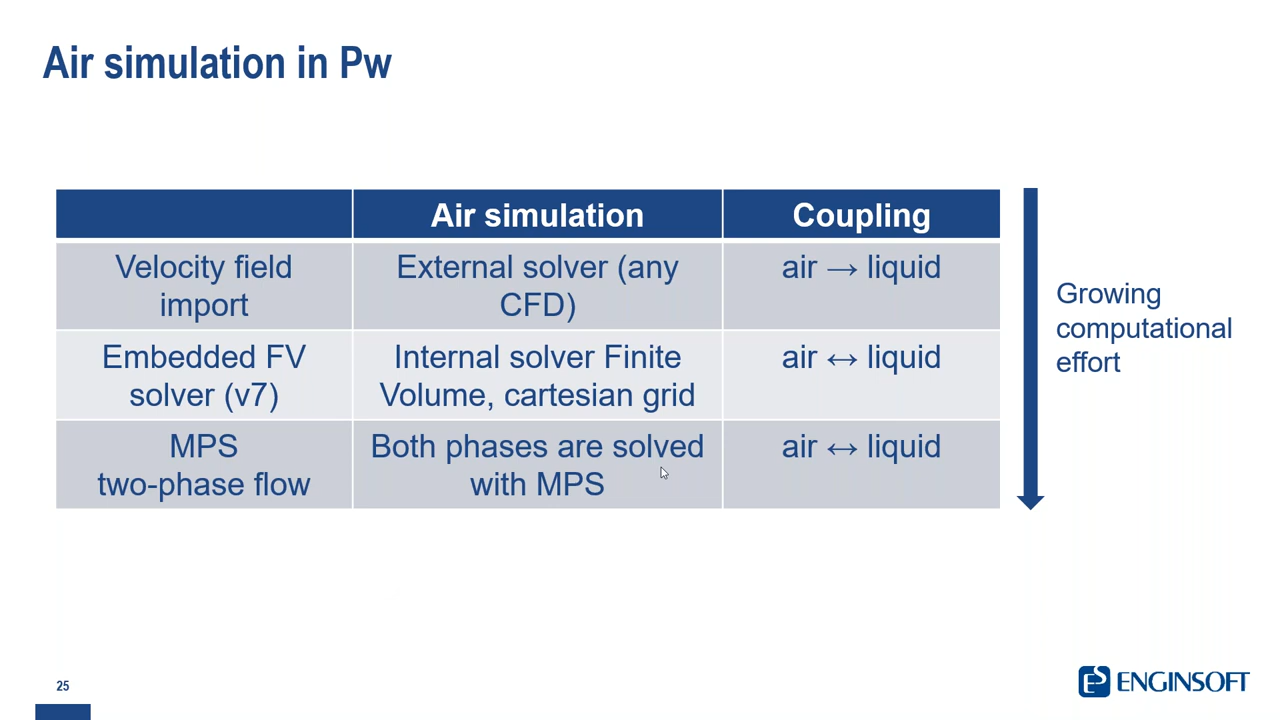 Air simulation in Pw
Air simulation
Coupling
Velocity field
import
External solver (any
CFD)
air → liquid
Embedded FV
solver (v7)
Internal solver Finite
Volume, cartesian grid
air ↔ liquid
MPS
two-phase flow
Both phases are solved
with MPS
air ↔ liquid
Growing
computational
effort
25
ES ENGINSOFT